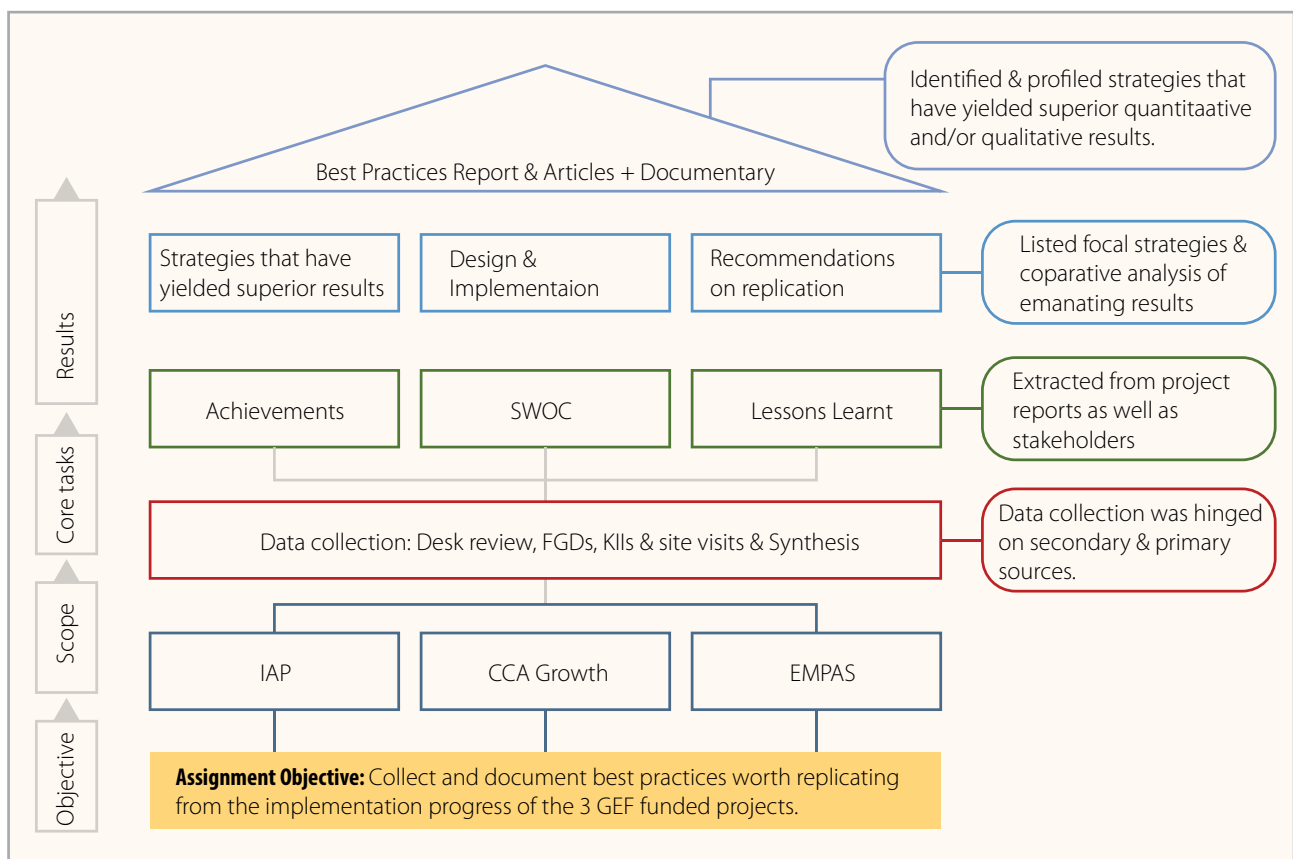 Identified & profiled strategies that
have yielded superior quantitaative
and/or qualitative results.
Best Practices Report & Articles + Documentary
Strategies that have
yielded superior results
Design &
Implementaion
Recommendations
on replication
Listed focal strategies &
coparative analysis of
emanating results
Results
Achievements
SWOC
Lessons Learnt
Extracted from project
reports as well as
stakeholders
Core tasks
Data collection: Desk review, FGDs, KIIs & site visits & Synthesis
Data collection was hinged
on secondary & primary
sources.
Scope
IAP
CCA Growth
EMPAS
Objective
Assignment Objective: Collect and document best practices worth replicating
from the implementation progress of the 3 GEF funded projects.